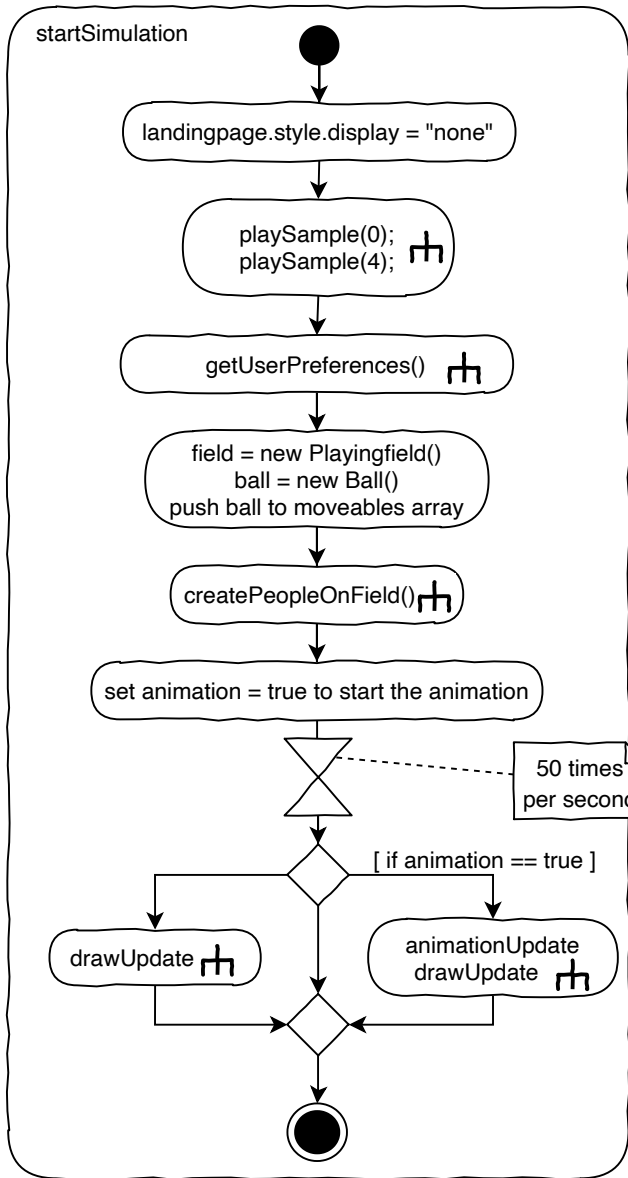 startSimulation
landingpage.style.display = "none"
playSample(0);
playSample(4);
getUserPreferences()
field = new Playingfield()
ball = new Ball()
push ball to moveables array
createPeopleOnField()
set animation = true to start the animation
50 times
per second
[ if animation == true ]
drawUpdate
animationUpdate
drawUpdate